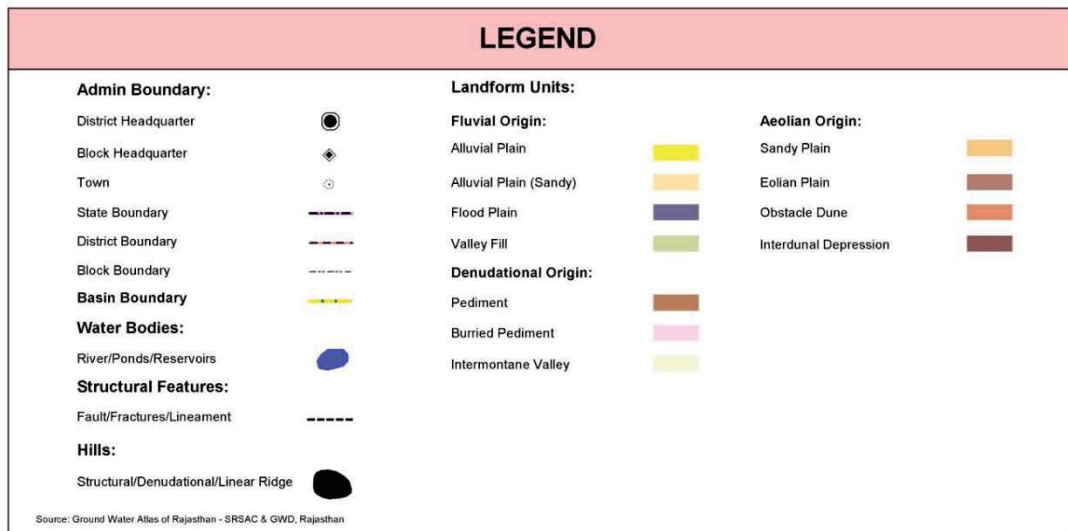 LEGEND
Admin Boundary:
District Headquarter
Block Headquarter
Town
State Boundary
District Boundary
Block Boundary
Basin Boundary
Water Bodies:
River/Ponds/Reservoirs
Structural Features:
Fault/Fractures/Lineament
Hills:
Structural/Denudational/Linear Ridge
Landform Units:
Fluvial Origin:
Alluvial Plain
Alluvial Plain (Sandy)
Flood Plain
Valley Fill
Denudational Origin:
Pediment
Burried Pediment
Intermontane Valley
Aeolian Origin:
Sandy Plain
Eolian Plain
Obstacle Dune
Interdunal Depression
Source: Ground Water Atlas of Rajasthan - SRSAC & GWD, Rajasthan